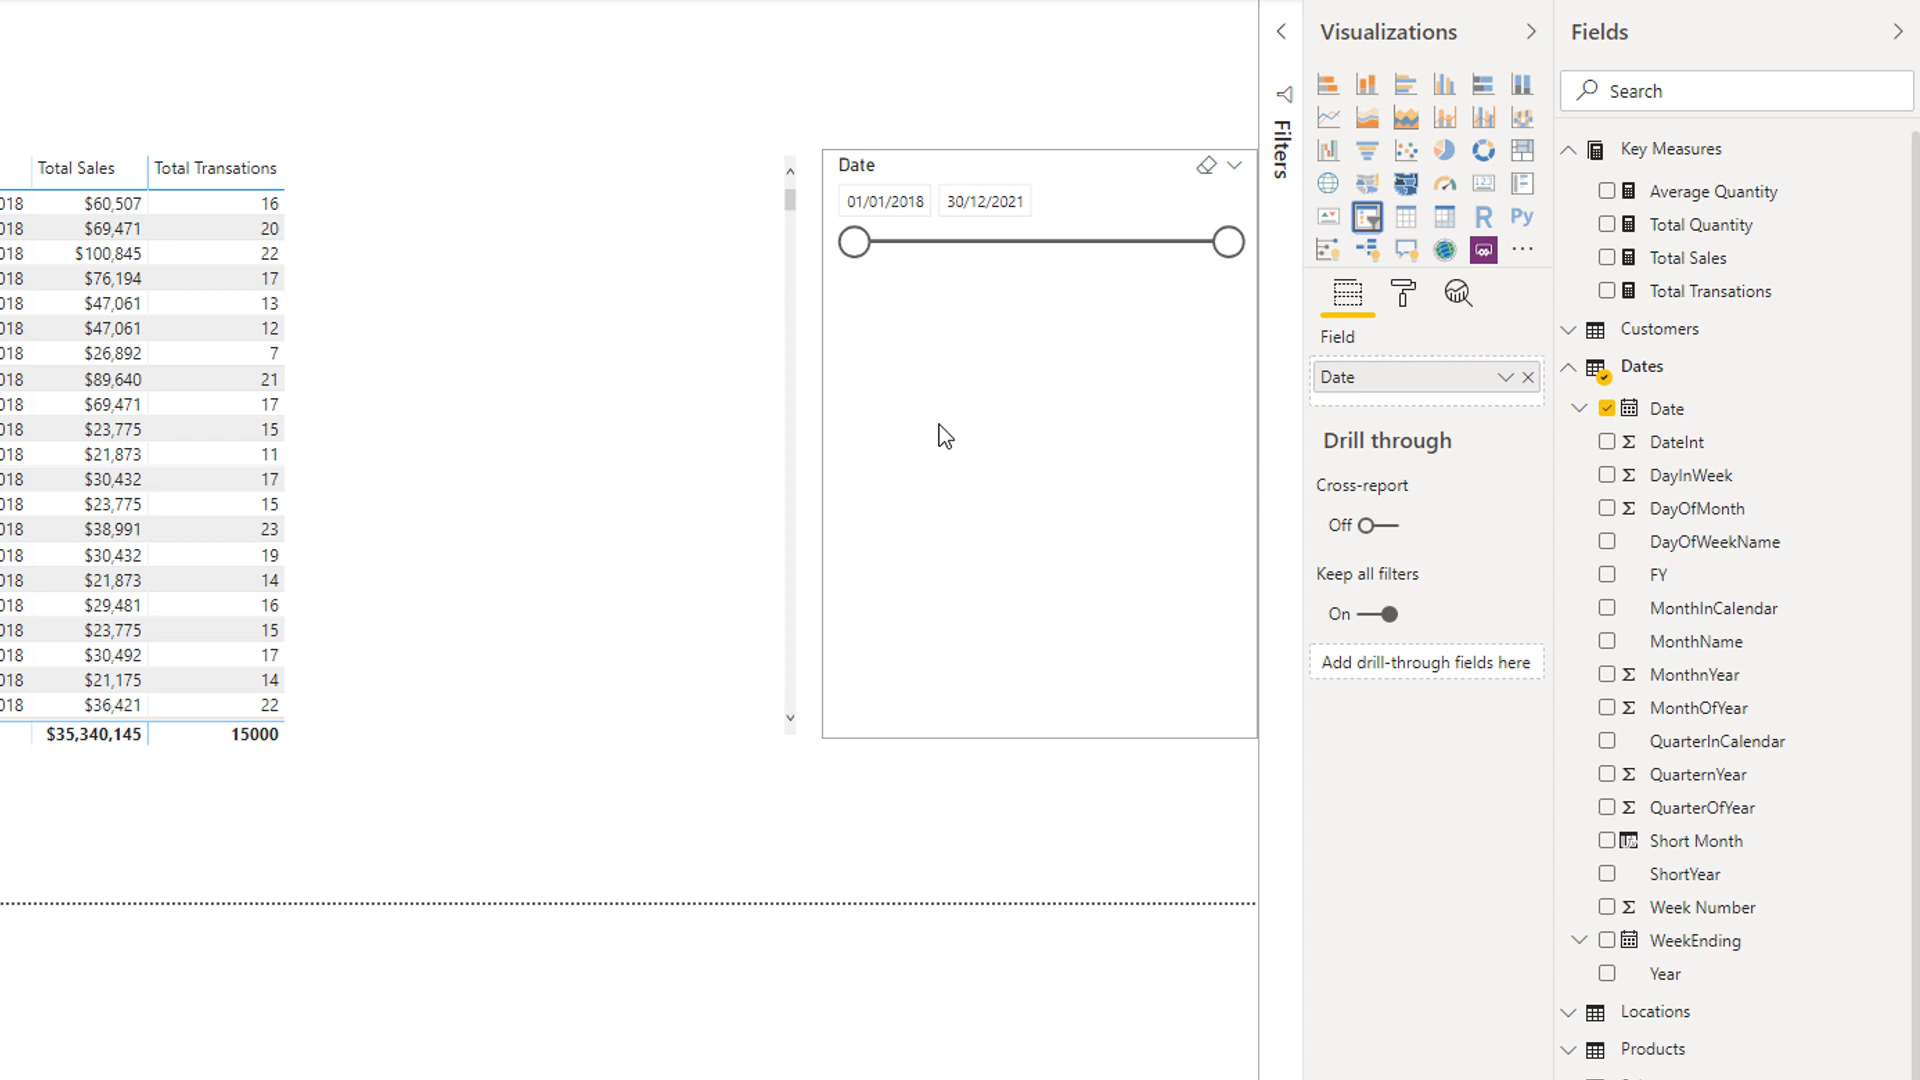 Total Sales Total Transations
018 $60,507 16
018 $69,471 20
018 $100,845 22
018 $76,194 17
018 $47,061 13
018 $47,061 12
018 $26,892 7
018 $89,640 21
018 $69,471 17
018 $23,775 15
018 $21,873 11
018 $30,432 17
018 $23,775 15
018 $38,991 23
018 $30,432 19
018 $21,873 14
018 $29,481 16
018 $23,775 15
018 $30,492 17
018 $21,175 14
018 $36,421 22
$35,340,145 15000
Date
01/01/2018 30/12/2021
Filters
Visualizations
R Py
123
Field
Date
Drill through
Cross-report
Off
Keep all filters
On
Add drill-through fields here
Fields
Search
Key Measures
Average Quantity
Total Quantity
Total Sales
Total Transations
Customers
Dates
Date
DateInt
DayInWeek
DayOfMonth
DayOfWeekName
FY
MonthInCalendar
MonthName
MonthnYear
MonthOfYear
QuarterInCalendar
QuarternYear
QuarterOfYear
Short Month
ShortYear
Week Number
WeekEnding
Year
Locations
Products